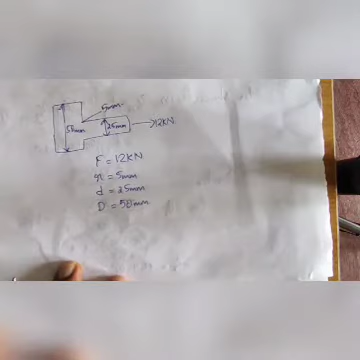 5mm
50mm
25mm
12KN
F = 12KN
r = 5mm
d = 25mm
D = 50mm